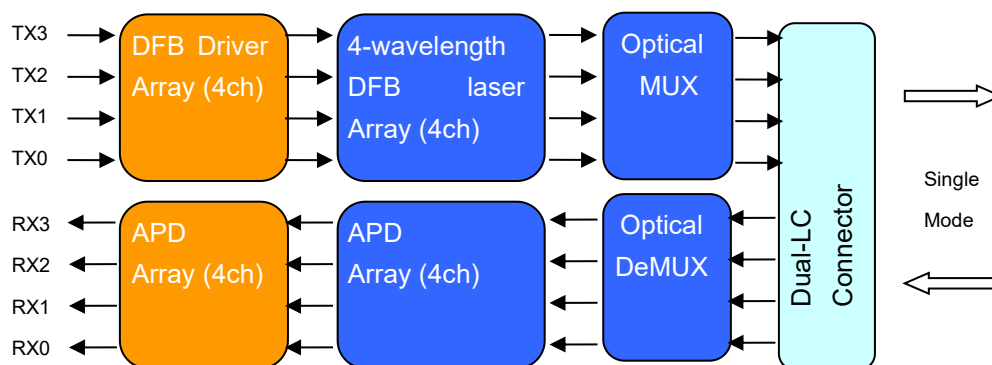 TX3
TX2
TX1
TX0
DFB Driver
Array (4ch)
4-wavelength
DFB laser
Array (4ch)
Optical
MUX
RX3
RX2
RX1
RX0
APD
Array (4ch)
APD
Array (4ch)
Optical
DeMUX
Dual-LC
Connector
Single
Mode